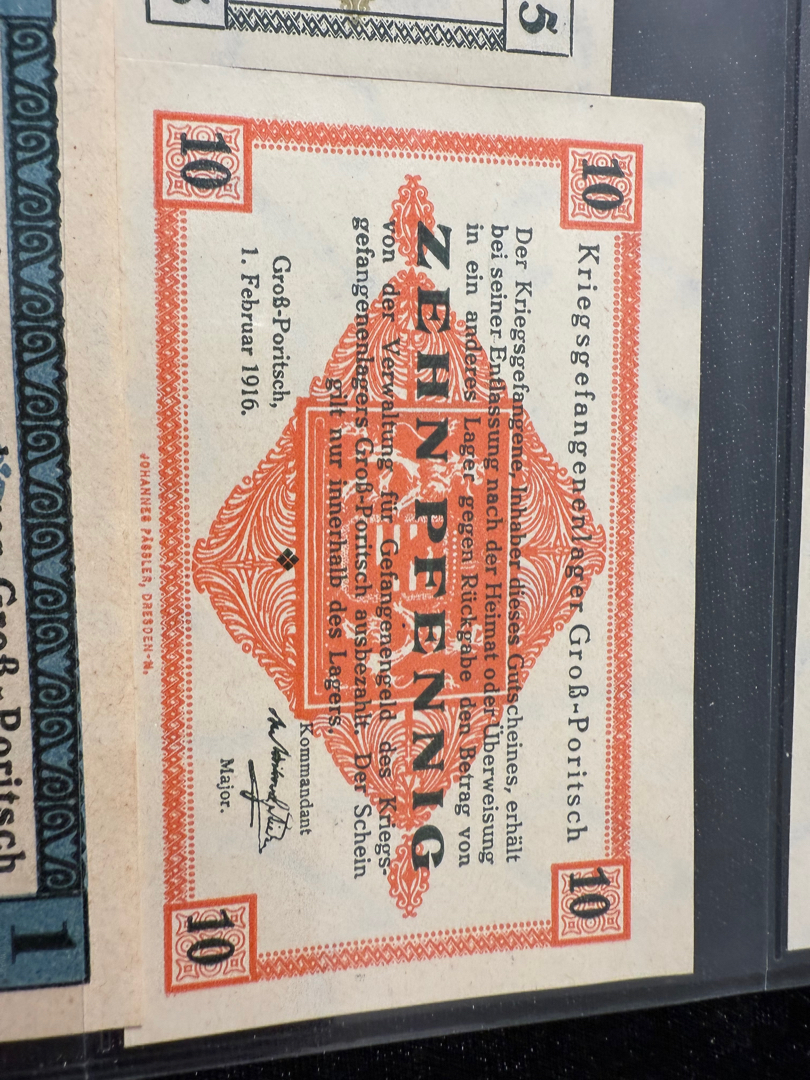 10
10
Kriegsgefangenenlager Groß-Poritsch
Der Kriegsgefangene, Inhaber dieses Gutscheines, erhält
bei seiner Entlassung nach der Heimat oder Überweisung
in ein anderes Lager gegen Rückgabe den Betrag von
ZEHN PFENNIG
von der Verwaltung für Gefangenengeld des Kriegs-
gefangenenlagers Groß-Poritsch ausbezahlt. Der Schein
gilt nur innerhalb des Lagers.
Groß-Poritsch,
1. Februar 1916.
Kommandant
Major.
10
10
JOHANNES PÄSSLER, DRESDEN-N.
5
Groß-Poritsch
1